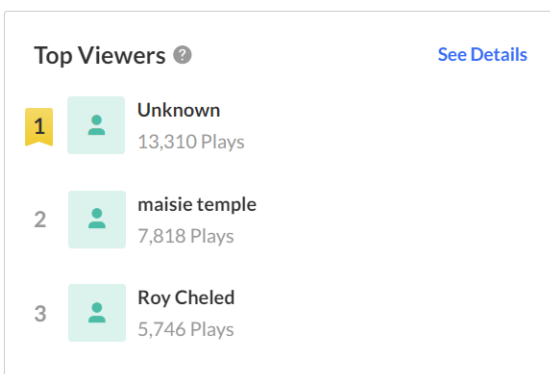 Top Viewers ?
See Details
1
Unknown
13,310 Plays
2
maisie temple
7,818 Plays
3
Roy Cheled
5,746 Plays